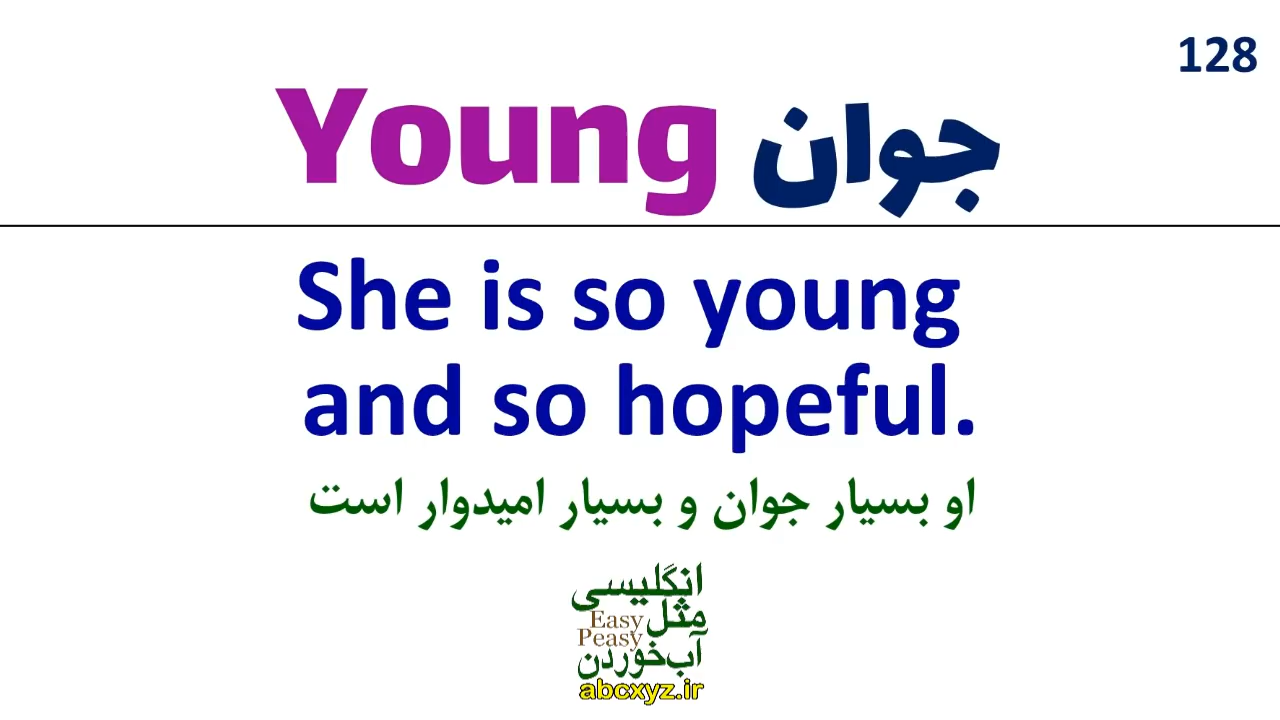 128
Young جوان
She is so young
and so hopeful.
او بسیار جوان و بسیار امیدوار است
انگلیسی
مثل
Easy
Peasy
آب‌خوردن
abcxyz.ir